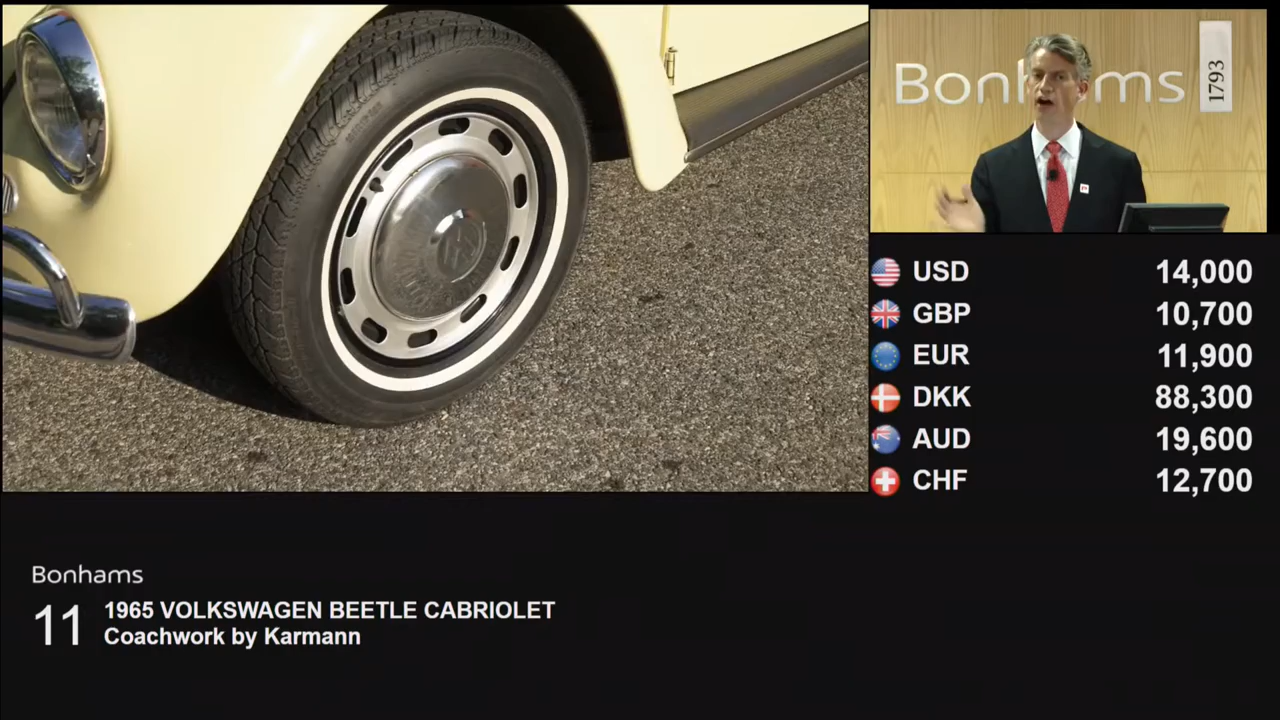 Bonhams
1793
USD 14,000
GBP 10,700
EUR 11,900
DKK 88,300
AUD 19,600
CHF 12,700
Bonhams
11
1965 VOLKSWAGEN BEETLE CABRIOLET
Coachwork by Karmann